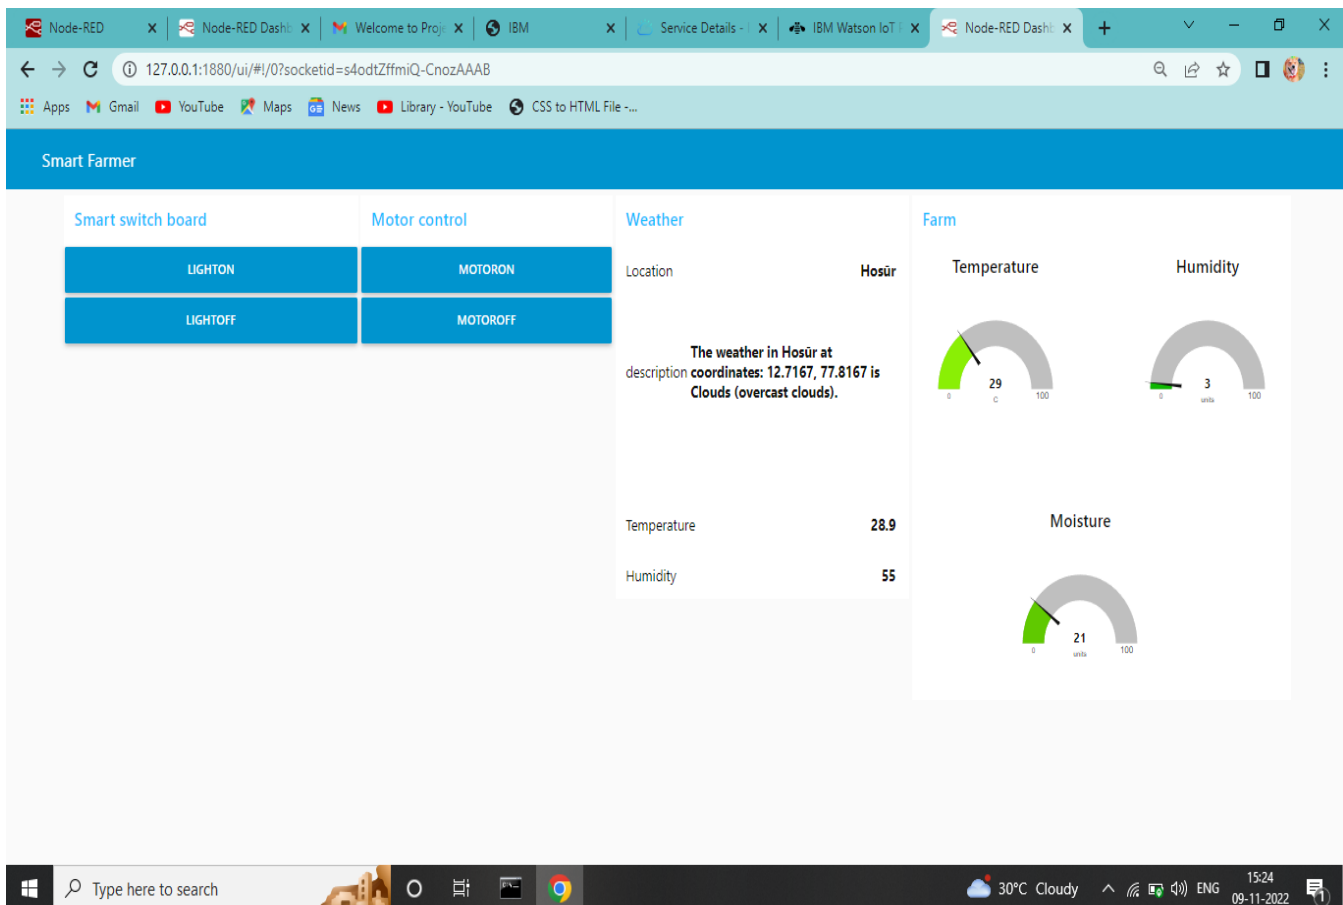 Node-RED
Node-RED Dashb
Welcome to Proje
IBM
Service Details - I
IBM Watson IoT P
Node-RED Dashb
127.0.0.1:1880/ui/#!/0?socketid=s4odtZffmiQ-CnozAAAB
Apps
Gmail
YouTube
Maps
News
Library - YouTube
CSS to HTML File -...
Smart Farmer
Smart switch board
LIGHTON
LIGHTOFF
Motor control
MOTORON
MOTOROFF
Weather
Location Hosūr
description The weather in Hosūr at
coordinates: 12.7167, 77.8167 is
Clouds (overcast clouds).
Temperature 28.9
Humidity 55
Farm
Temperature
29
C
0 100
Humidity
3
units
0 100
Moisture
21
units
0 100
Type here to search
30°C Cloudy
ENG
15:24
09-11-2022
1